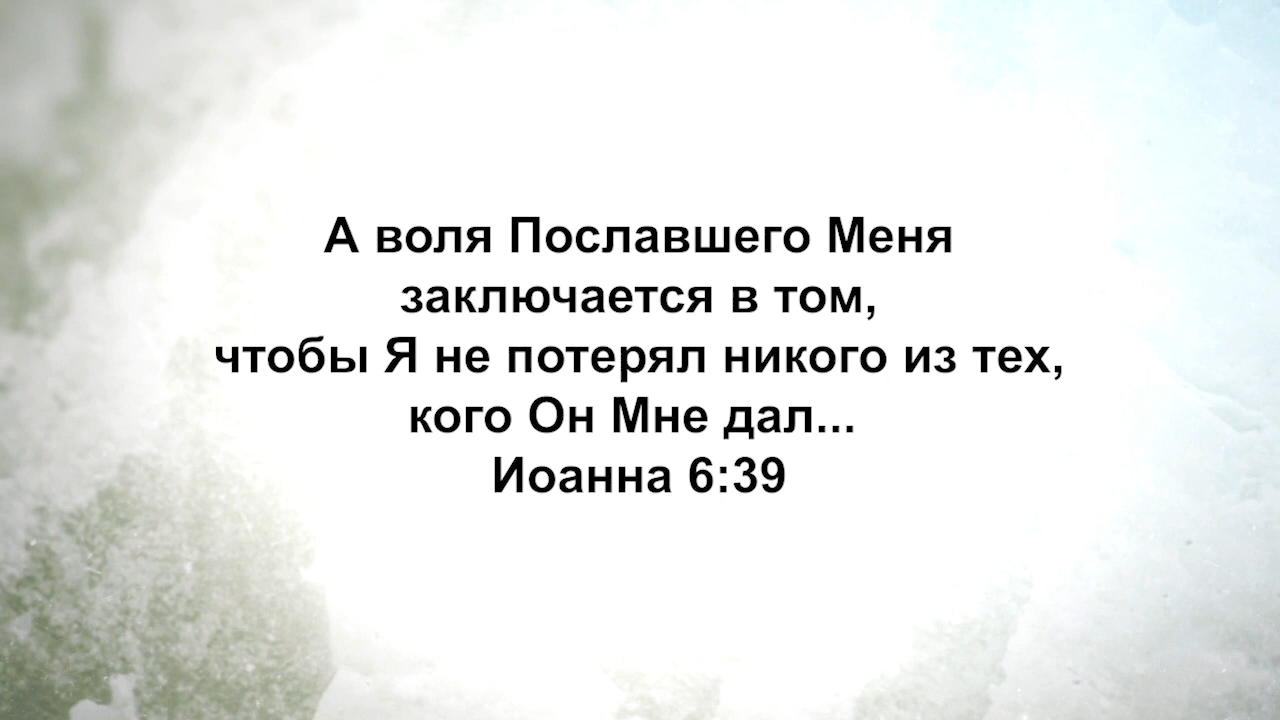 А воля Пославшего Меня
заключается в том,
чтобы Я не потерял никого из тех,
кого Он Мне дал...
Иоанна 6:39